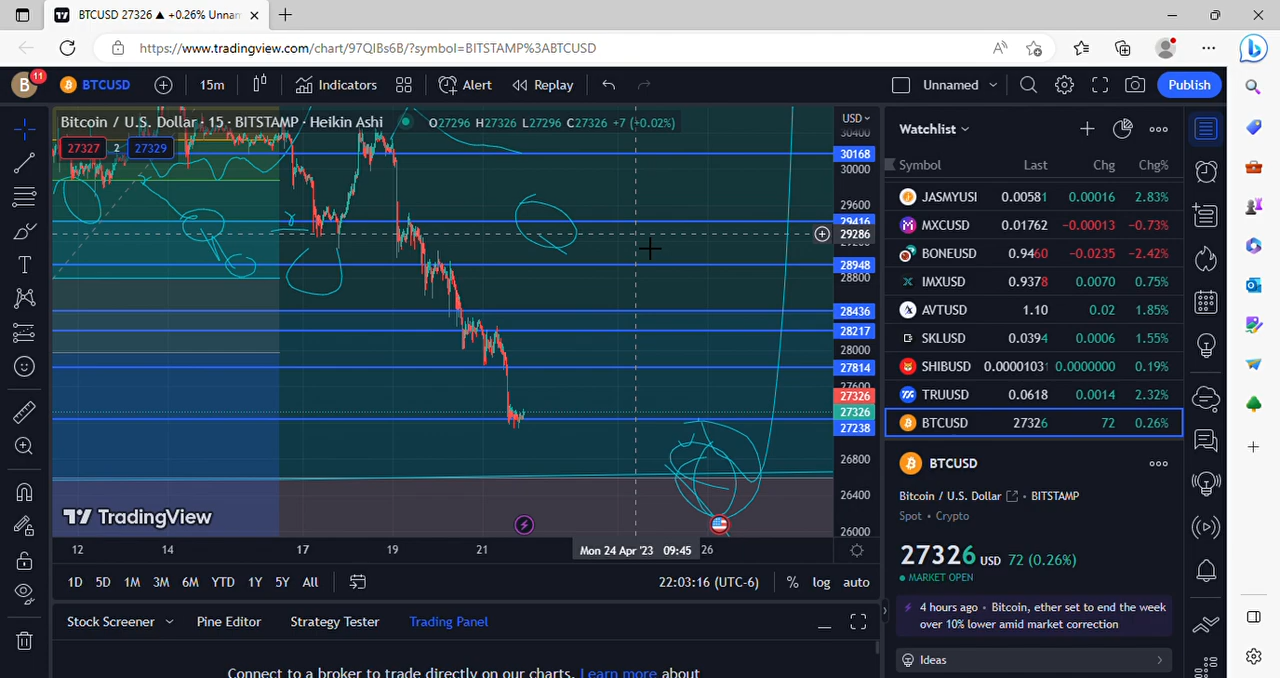 BTCUSD 27326 ▲ +0.26% Unnam
https://www.tradingview.com/chart/97QIBs6B/?symbol=BITSTAMP%3ABTCUSD
B 11 BTCUSD 15m Indicators Alert Replay Unnamed Publish
Bitcoin / U.S. Dollar · 15 · BITSTAMP · Heikin Ashi O27296 H27326 L27296 C27326 +7 (+0.02%)
27327 2 27329
USD
30400
30168
30000
29600
29416
29286
29200
28948
28800
28436
28217
28000
27814
27600
27326
27326
27238
26800
26400
26000
TradingView
12 14 17 19 21 Mon 24 Apr '23 09:45 26
1D 5D 1M 3M 6M YTD 1Y 5Y All 22:03:16 (UTC-6) % log auto
Stock Screener Pine Editor Strategy Tester Trading Panel
Connect to a broker to trade directly on our charts. Learn more about
Watchlist
Symbol Last Chg Chg%
JASMYUSD 0.00581 0.00016 2.83%
MXCUSD 0.01762 -0.00013 -0.73%
BONEUSD 0.9460 -0.0235 -2.42%
IMXUSD 0.9378 0.0070 0.75%
AVTUSD 1.10 0.02 1.85%
SKLUSD 0.0394 0.0006 1.55%
SHIBUSD 0.0000103 0.0000000 0.19%
TRUUSD 0.0618 0.0014 2.32%
BTCUSD 27326 72 0.26%
BTCUSD
Bitcoin / U.S. Dollar BITSTAMP
Spot • Crypto
27326 USD 72 (0.26%)
MARKET OPEN
4 hours ago • Bitcoin, ether set to end the week
over 10% lower amid market correction
Ideas